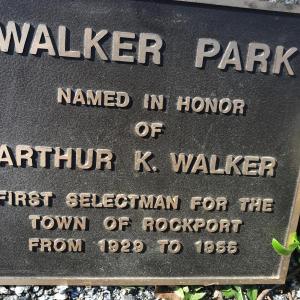 WALKER PARK
NAMED IN HONOR
OF
ARTHUR K. WALKER
FIRST SELECTMAN FOR THE
TOWN OF ROCKPORT
FROM 1929 TO 1956